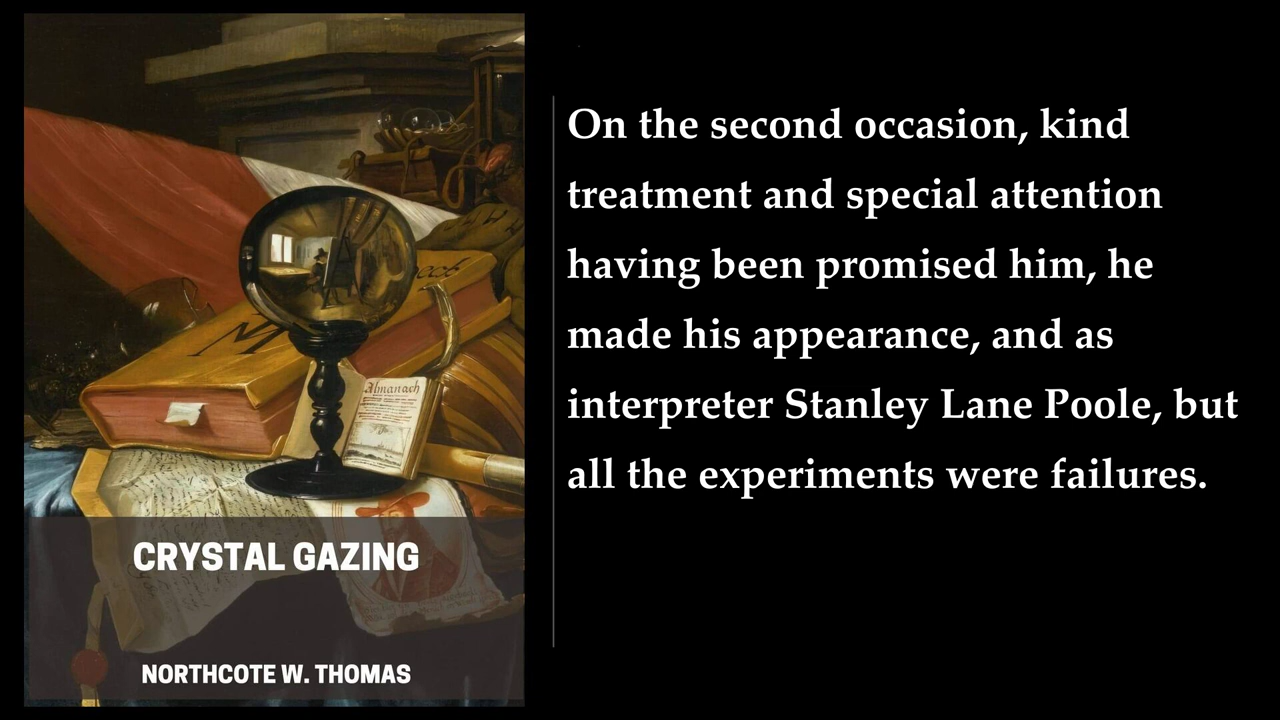 On the second occasion, kind
treatment and special attention
having been promised him, he
made his appearance, and as
interpreter Stanley Lane Poole, but
all the experiments were failures.
M
Almanach
CRYSTAL GAZING
NORTHCOTE W. THOMAS